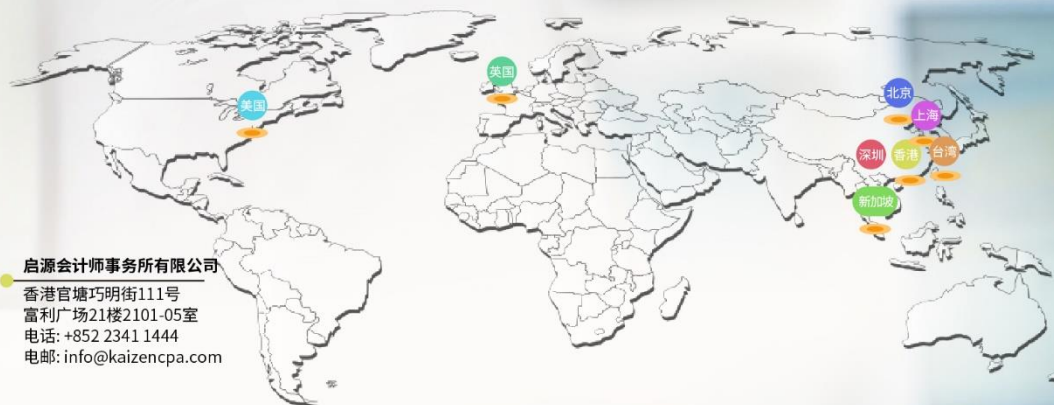 英国
美国
北京
上海
深圳
香港
台湾
新加坡
启源会计师事务所有限公司
香港官塘巧明街111号
富利广场21楼2101-05室
电话: +852 2341 1444
电邮: info@kaizencpa.com